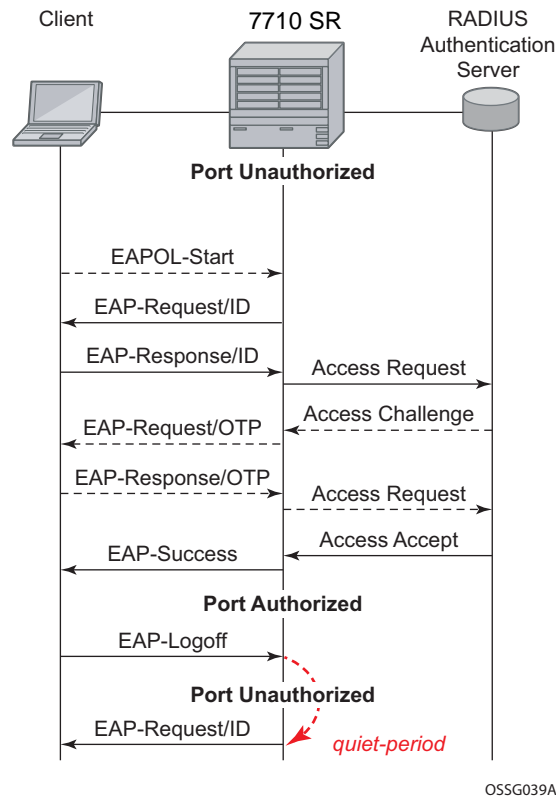 Client
7710 SR
RADIUS
Authentication
Server
Port Unauthorized
EAPOL-Start
EAP-Request/ID
EAP-Response/ID
Access Request
Access Challenge
EAP-Request/OTP
EAP-Response/OTP
Access Request
Access Accept
EAP-Success
Port Authorized
EAP-Logoff
Port Unauthorized
EAP-Request/ID
quiet-period
OSSG039A